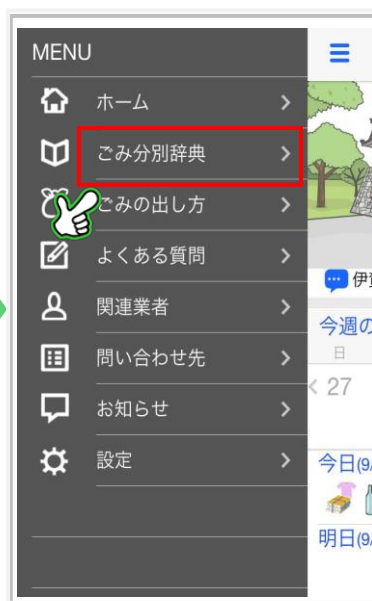 MENU
ホーム
ごみ分別辞典
ごみの出し方
よくある質問
関連業者
問い合わせ先
お知らせ
設定
伊賀
今週の
日
27
今日(9/
明日(9/